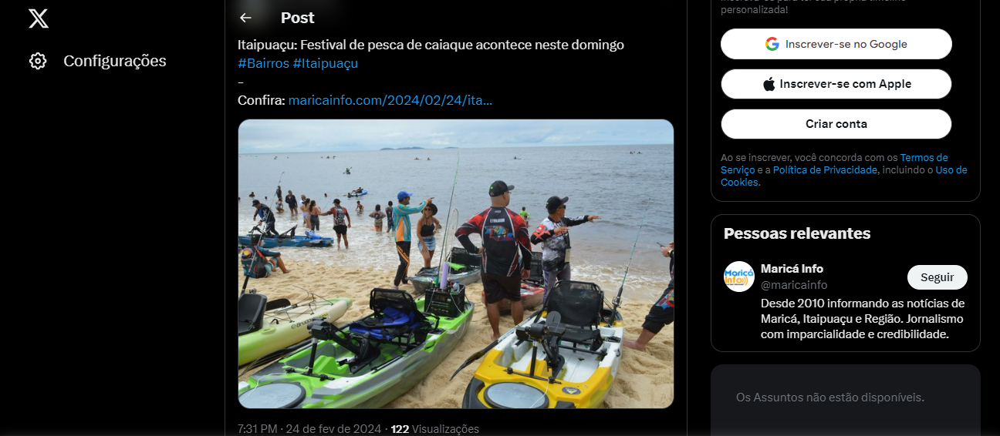 Post
Configurações
Itaipuaçu: Festival de pesca de caiaque acontece neste domingo
#Bairros #Itaipuaçu
–
Confira: maricainfo.com/2024/02/24/ita...
7:31 PM · 24 de fev de 2024 · 122 Visualizações
personalizada!
Inscrever-se no Google
Inscrever-se com Apple
Criar conta
Ao se inscrever, você concorda com os Termos de
Serviço e a Política de Privacidade, incluindo o Uso de
Cookies.
Pessoas relevantes
Maricá
info
Maricá Info
@maricainfo
Seguir
Desde 2010 informando as notícias de
Maricá, Itaipuaçu e Região. Jornalismo
com imparcialidade e credibilidade.
Os Assuntos não estão disponíveis.